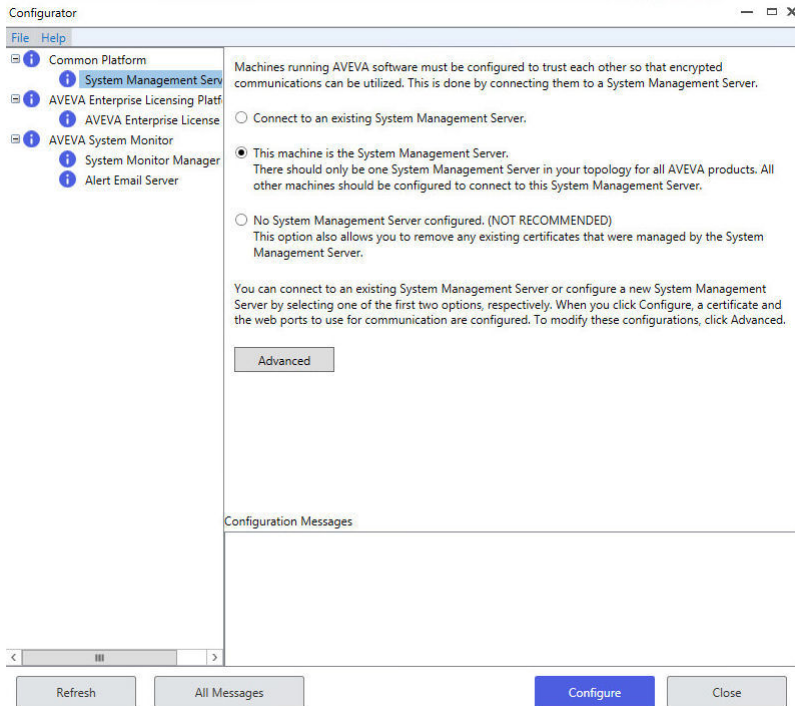 Configurator
File Help
Common Platform
System Management Serv
AVEVA Enterprise Licensing Platf
AVEVA Enterprise License
AVEVA System Monitor
System Monitor Manager
Alert Email Server
Machines running AVEVA software must be configured to trust each other so that encrypted
communications can be utilized. This is done by connecting them to a System Management Server.
Connect to an existing System Management Server.
This machine is the System Management Server.
There should only be one System Management Server in your topology for all AVEVA products. All
other machines should be configured to connect to this System Management Server.
No System Management Server configured. (NOT RECOMMENDED)
This option also allows you to remove any existing certificates that were managed by the System
Management Server.
You can connect to an existing System Management Server or configure a new System Management
Server by selecting one of the first two options, respectively. When you click Configure, a certificate and
the web ports to use for communication are configured. To modify these configurations, click Advanced.
Advanced
Configuration Messages
Refresh
All Messages
Configure
Close